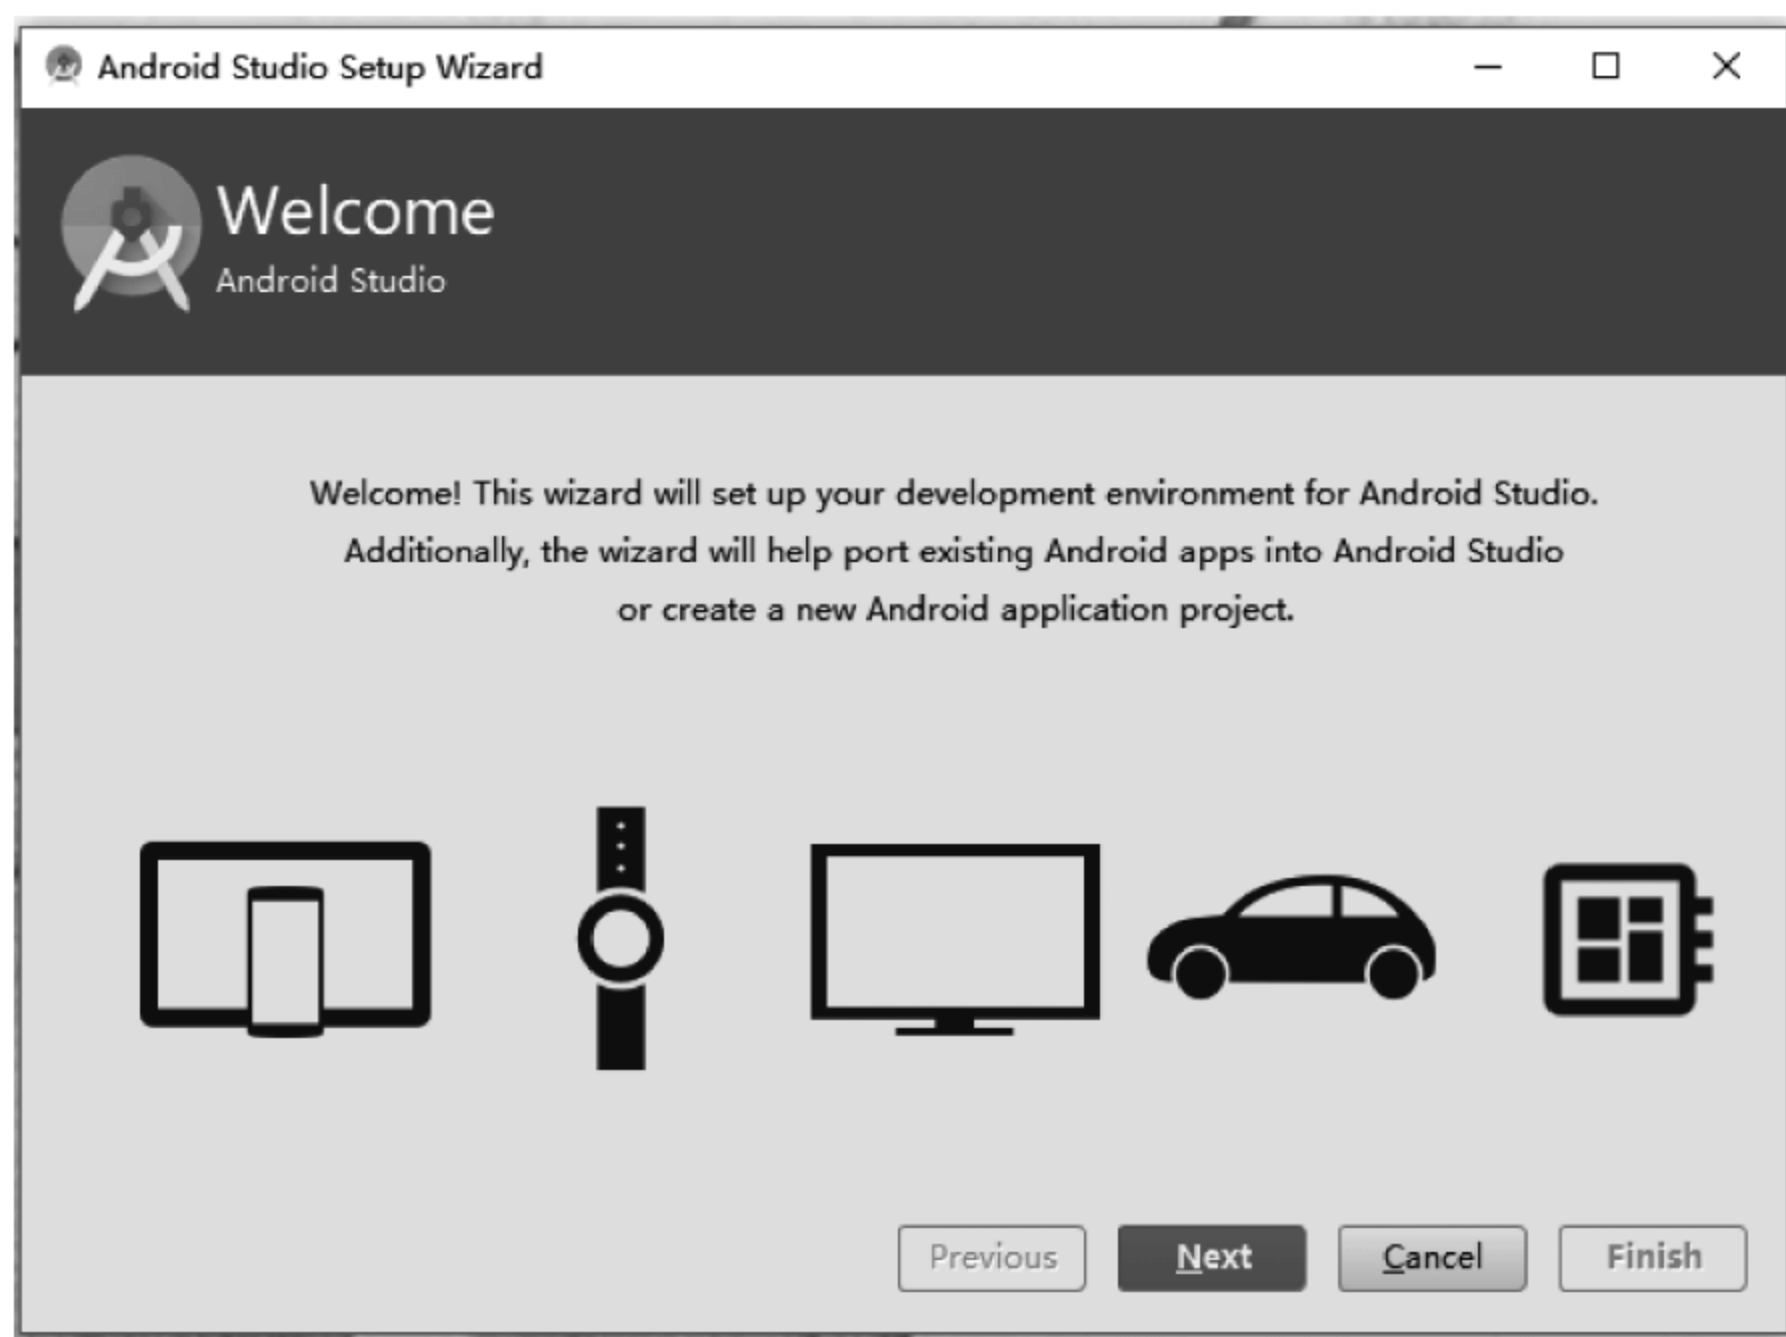 Android Studio Setup Wizard
Welcome
Android Studio
Welcome! This wizard will set up your development environment for Android Studio.
Additionally, the wizard will help port existing Android apps into Android Studio
or create a new Android application project.
Previous Next Cancel Finish